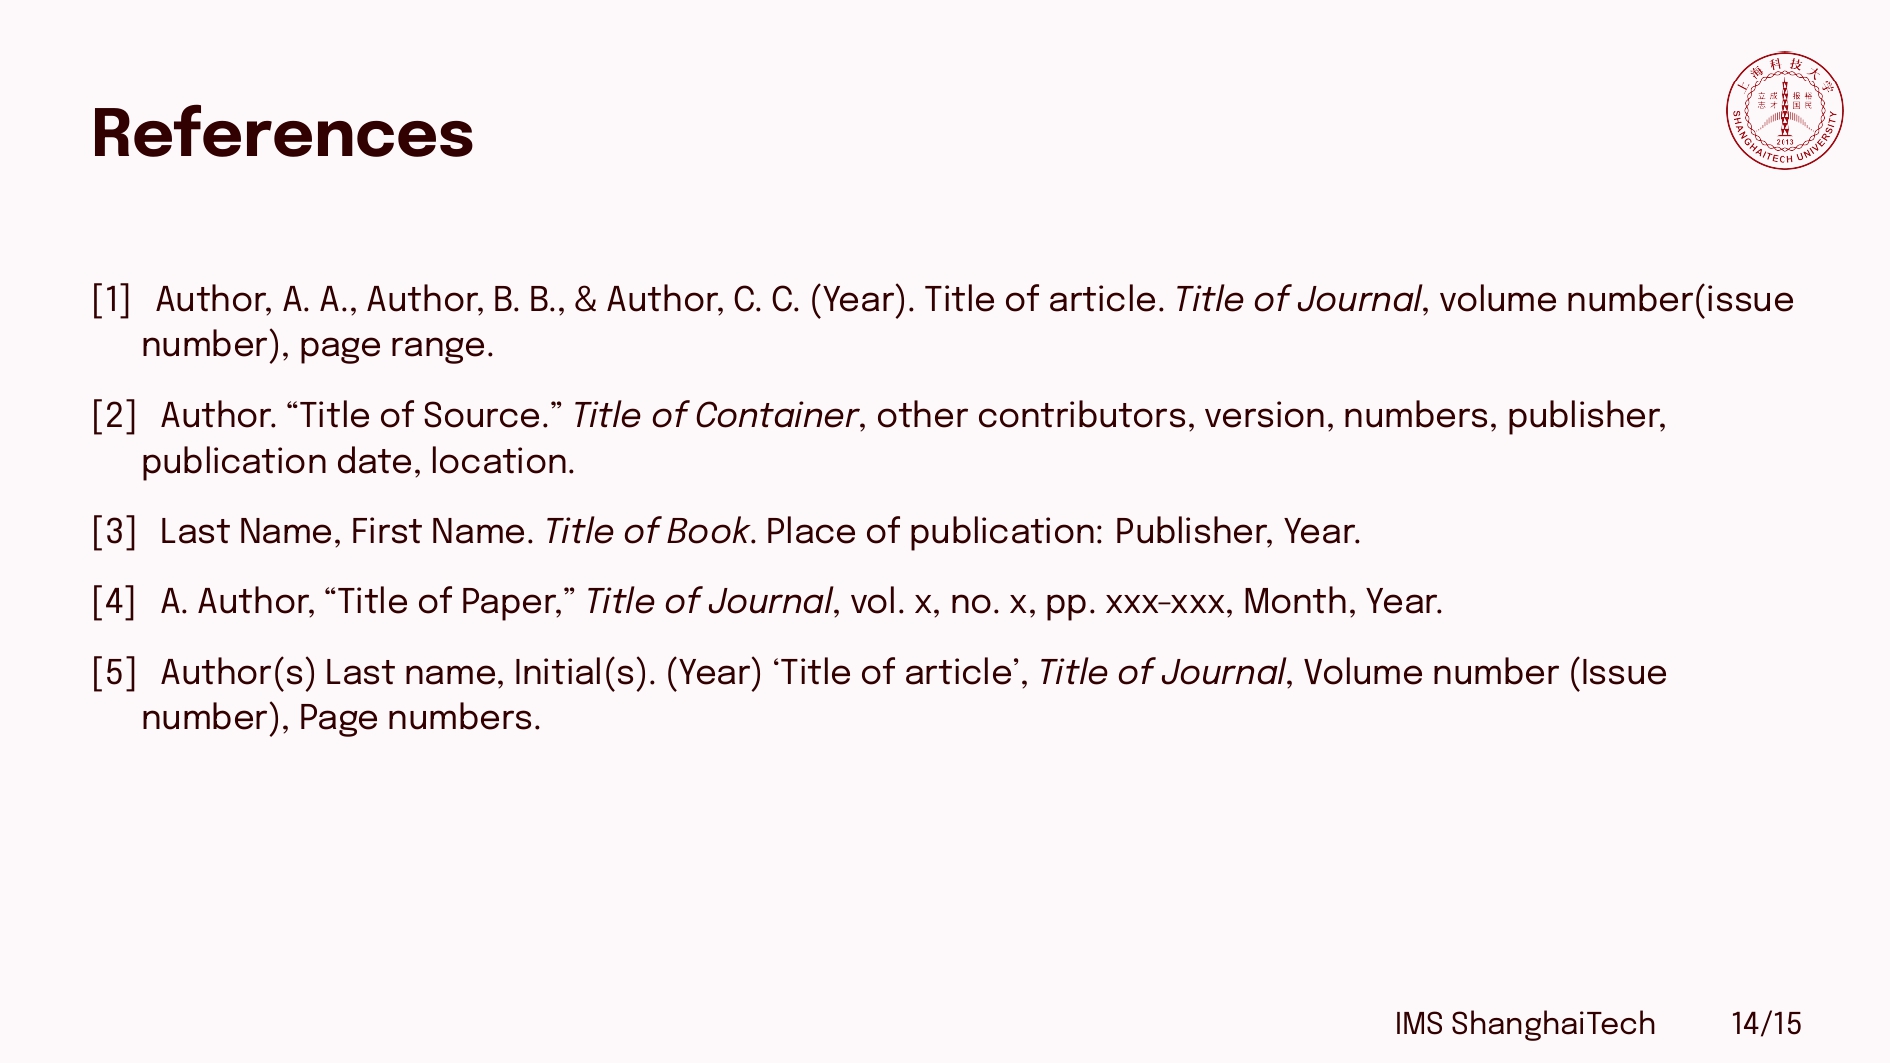 References
上海科技大学
立成 报裕
志才 国民
2013
SHANGHAITECH UNIVERSITY
[1] Author, A. A., Author, B. B., & Author, C. C. (Year). Title of article. Title of Journal, volume number(issue
number), page range.
[2] Author. “Title of Source.” Title of Container, other contributors, version, numbers, publisher,
publication date, location.
[3] Last Name, First Name. Title of Book. Place of publication: Publisher, Year.
[4] A. Author, “Title of Paper,” Title of Journal, vol. x, no. x, pp. xxx-xxx, Month, Year.
[5] Author(s) Last name, Initial(s). (Year) ‘Title of article’, Title of Journal, Volume number (Issue
number), Page numbers.
IMS ShanghaiTech 14/15